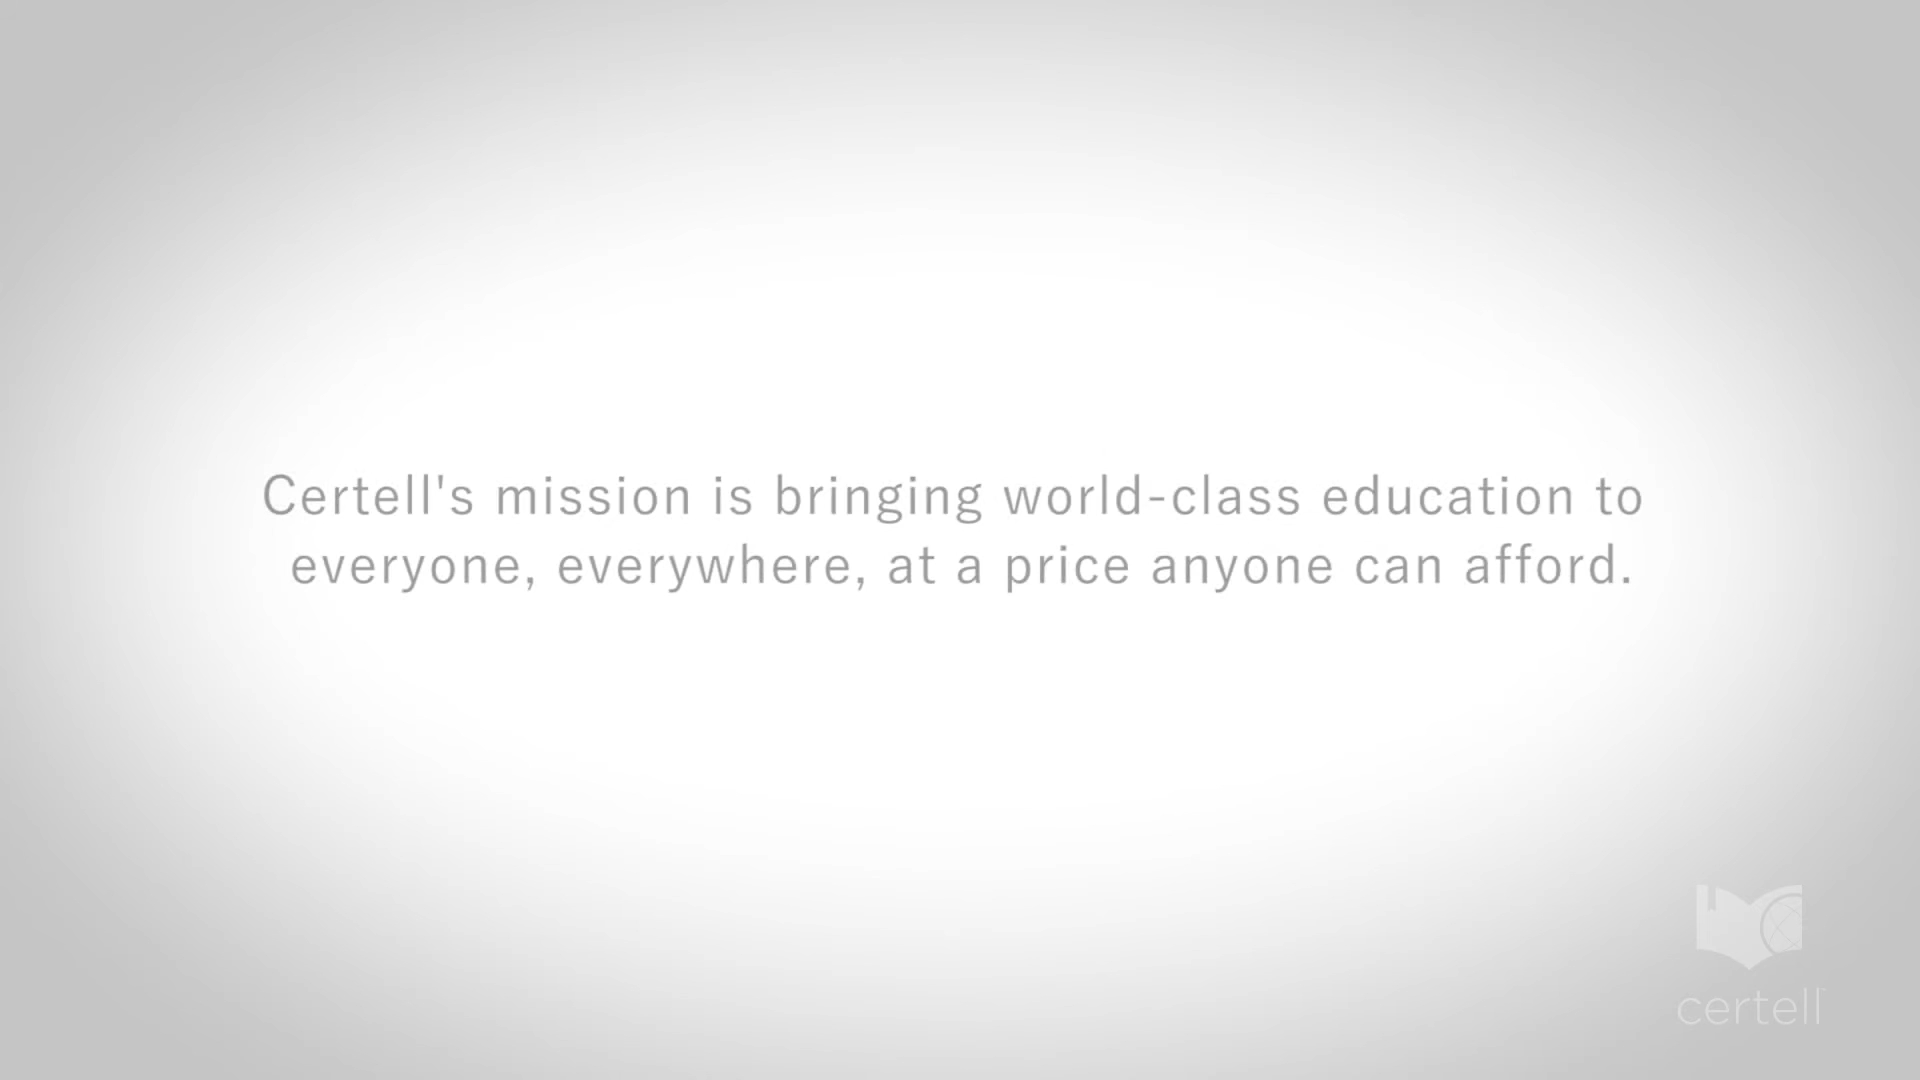 Certell's mission is bringing world-class education to
everyone, everywhere, at a price anyone can afford.
certell